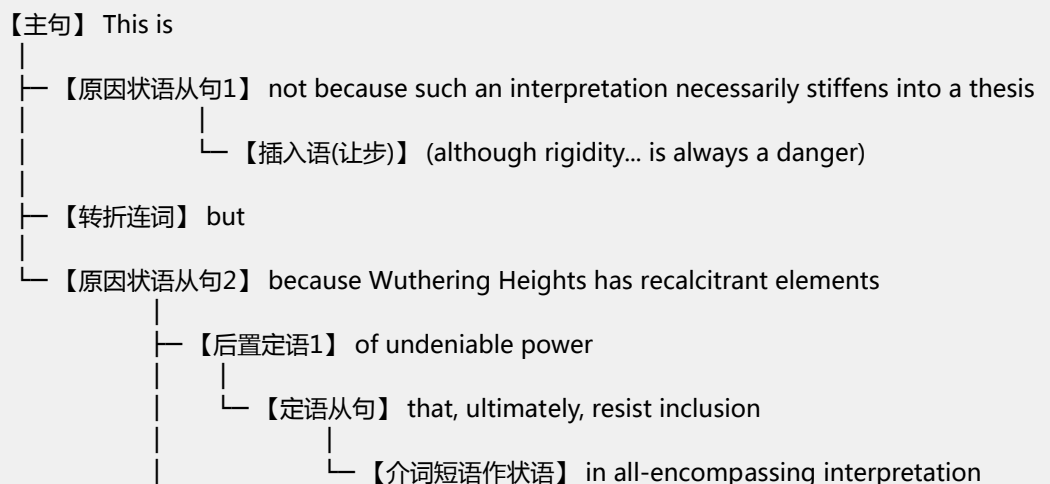 【主句】 This is
【原因状语从句1】 not because such an interpretation necessarily stiffens into a thesis
【插入语(让步)】 (although rigidity... is always a danger)
【转折连词】 but
【原因状语从句2】 because Wuthering Heights has recalcitrant elements
【后置定语1】 of undeniable power
【定语从句】 that, ultimately, resist inclusion
【介词短语作状语】 in all-encompassing interpretation